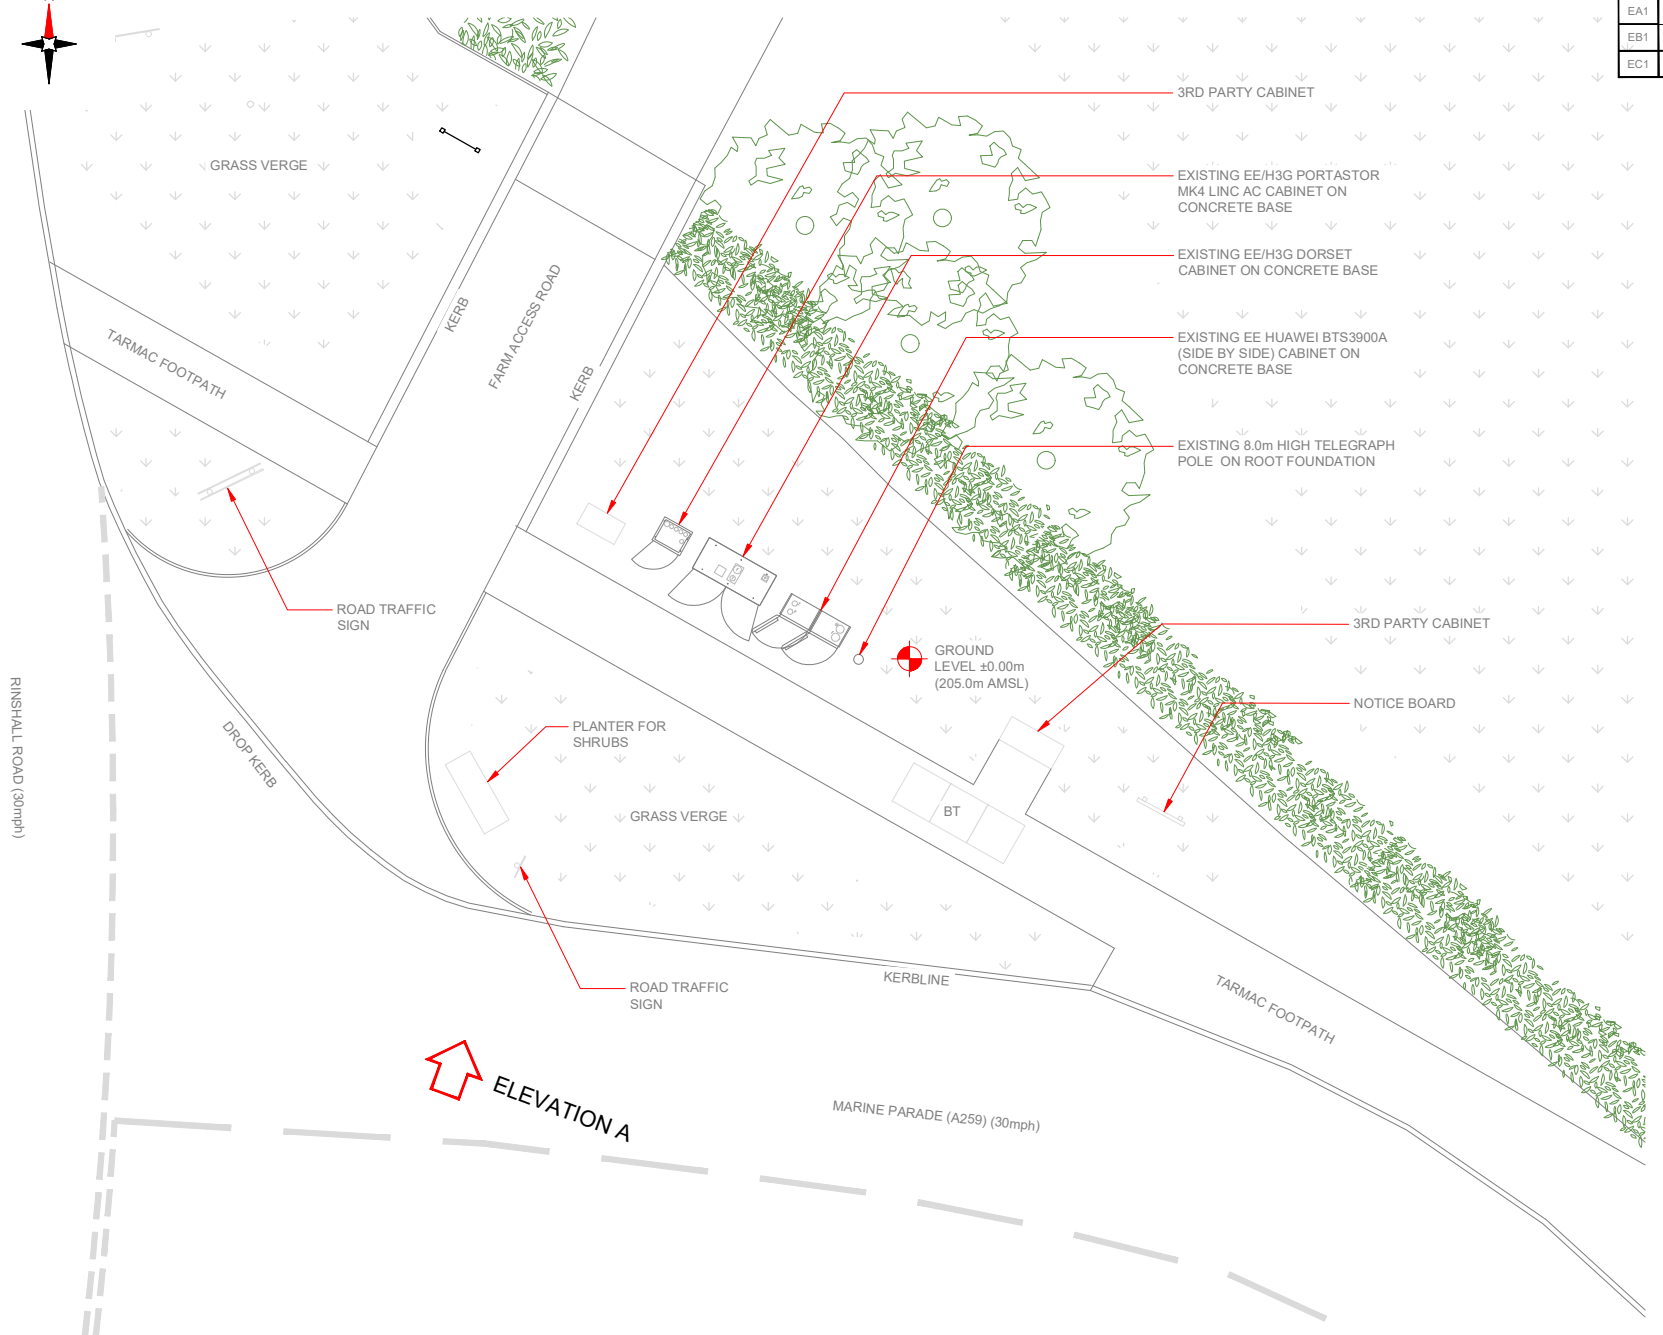 EA1
EB1
EC1
3RD PARTY CABINET
GRASS VERGE
EXISTING EE/H3G PORTASTOR
MK4 LINC AC CABINET ON
CONCRETE BASE
EXISTING EE/H3G DORSET
CABINET ON CONCRETE BASE
KERB
FARM ACCESS ROAD
TARMAC FOOTPATH
KERB
EXISTING EE HUAWEI BTS3900A
(SIDE BY SIDE) CABINET ON
CONCRETE BASE
EXISTING 8.0m HIGH TELEGRAPH
POLE ON ROOT FOUNDATION
ROAD TRAFFIC
SIGN
3RD PARTY CABINET
GROUND
LEVEL ±0.00m
(205.0m AMSL)
NOTICE BOARD
RINSHALL ROAD (30mph)
DROP KERB
PLANTER FOR
SHRUBS
GRASS VERGE
BT
KERBLINE
ROAD TRAFFIC
SIGN
TARMAC FOOTPATH
ELEVATION A
MARINE PARADE (A259) (30mph)